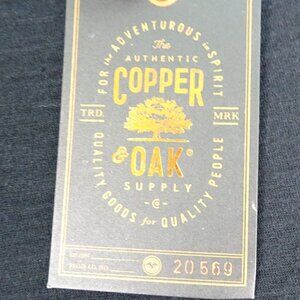 FOR the ADVENTUROUS in SPIRIT
The
AUTHENTIC
COPPER
TRD. MRK
& OAK
SUPPLY
C
QUALITY GOODS for QUALITY PEOPLE
20569